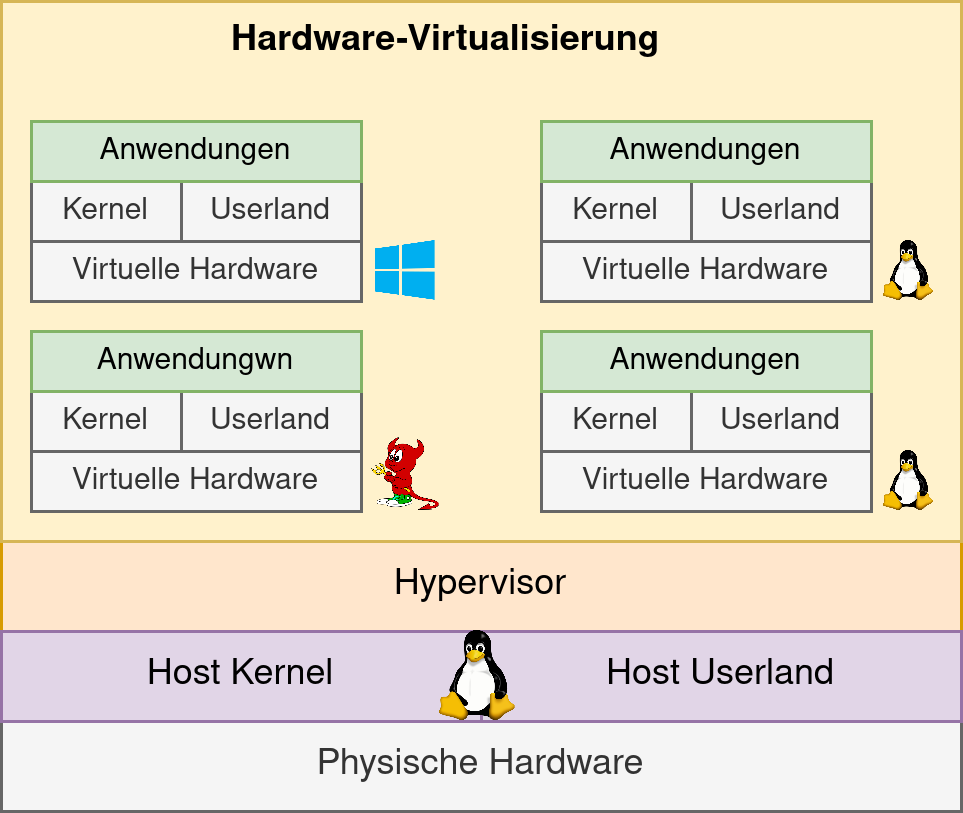 Hardware-Virtualisierung
Anwendungen
Kernel Userland
Virtuelle Hardware
Anwendungen
Kernel Userland
Virtuelle Hardware
Anwendungwn
Kernel Userland
Virtuelle Hardware
Anwendungen
Kernel Userland
Virtuelle Hardware
Hypervisor
Host Kernel Host Userland
Physische Hardware